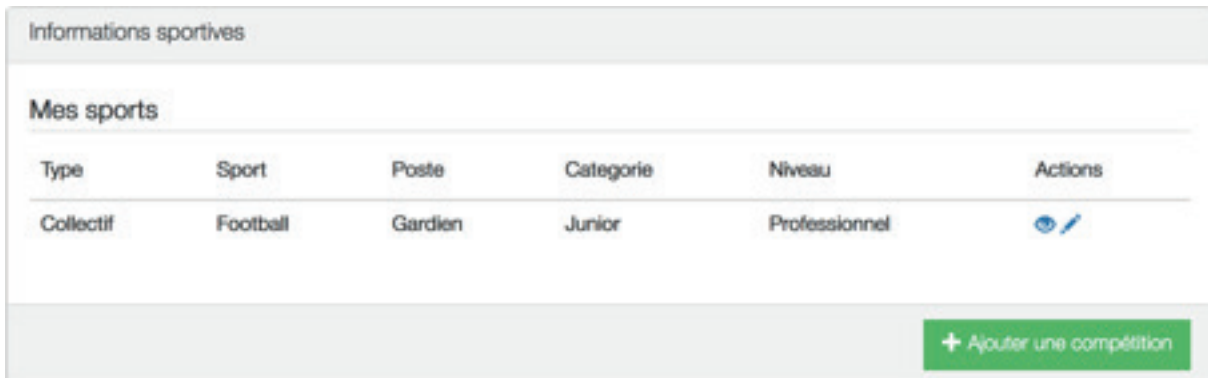 Informations sportives
Mes sports
Type Sport Poste Categorie Niveau Actions
Collectif Football Gardien Junior Professionnel
Ajouter une compétition